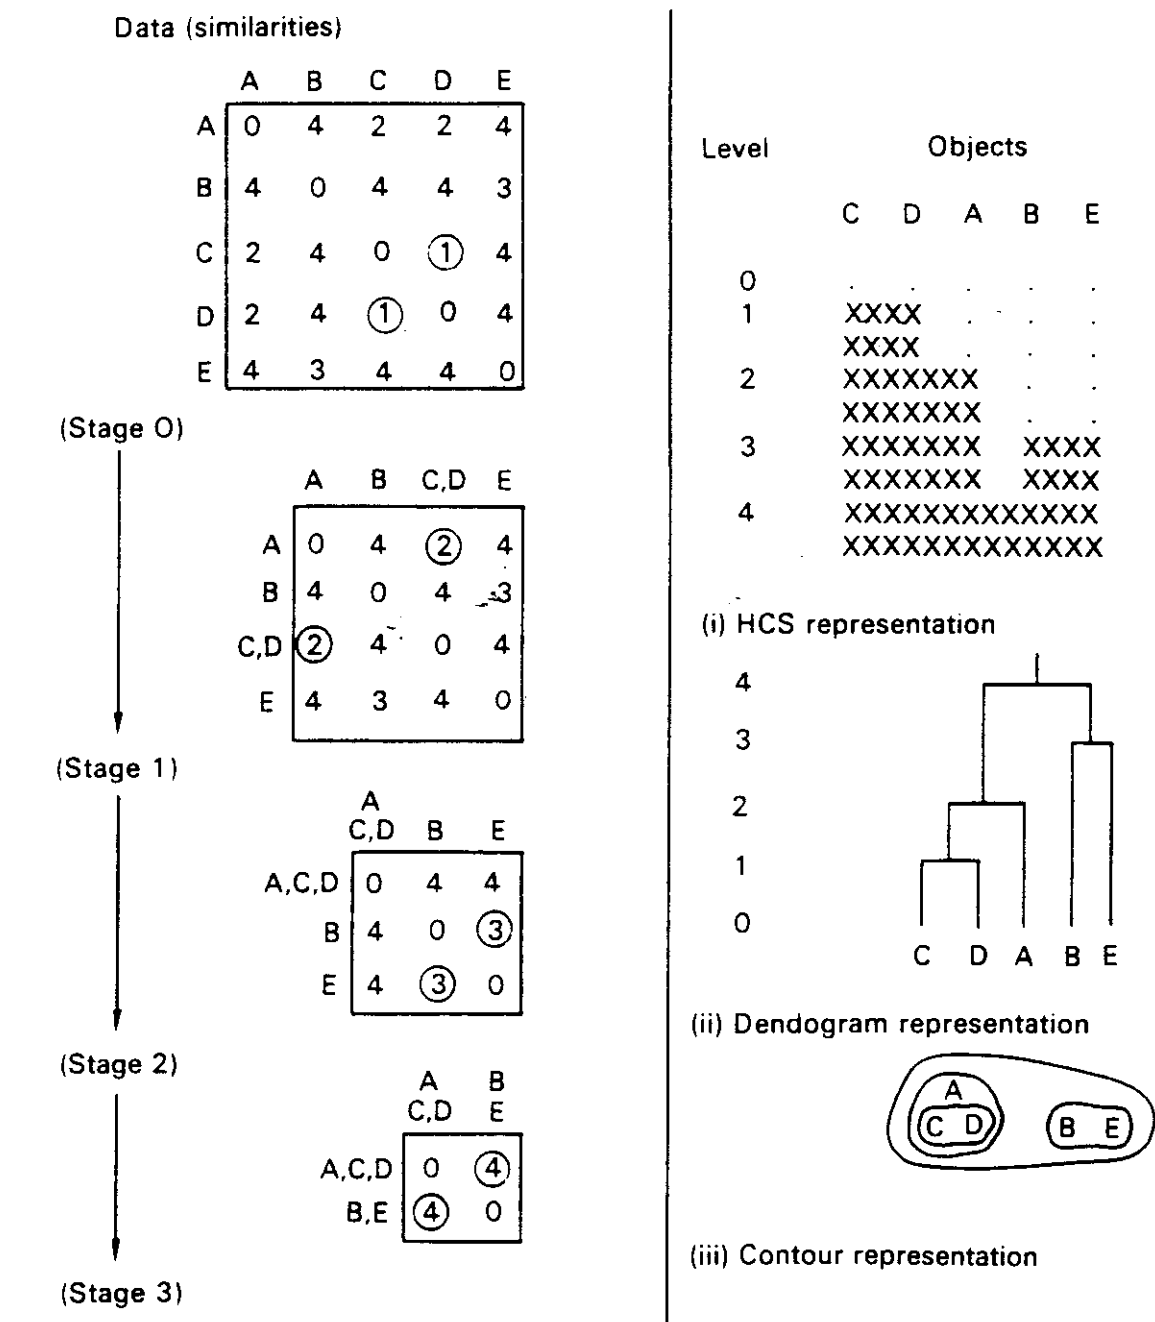 Data (similarities)
A B C D E
A 0 4 2 2 4
B 4 0 4 4 3
C 2 4 0 1 4
D 2 4 1 0 4
E 4 3 4 4 0
(Stage O)
A B C,D E
A 0 4 2 4
B 4 0 4 3
C,D 2 4 0 4
E 4 3 4 0
(Stage 1)
A
C,D B E
A,C,D 0 4 4
B 4 0 3
E 4 3 0
(Stage 2)
A B
C,D E
A,C,D 0 4
B,E 4 0
(Stage 3)
Level Objects
C D A B E
0 . . . . .
1 XXXX . . .
XXXX . . .
2 XXXXXXX . .
XXXXXXX . .
3 XXXXXXX XXXX
XXXXXXX XXXX
4 XXXXXXXXXXXXX
XXXXXXXXXXXXX
(i) HCS representation
4
3
2
1
0
C D A B E
(ii) Dendogram representation
A
C D B E
(iii) Contour representation